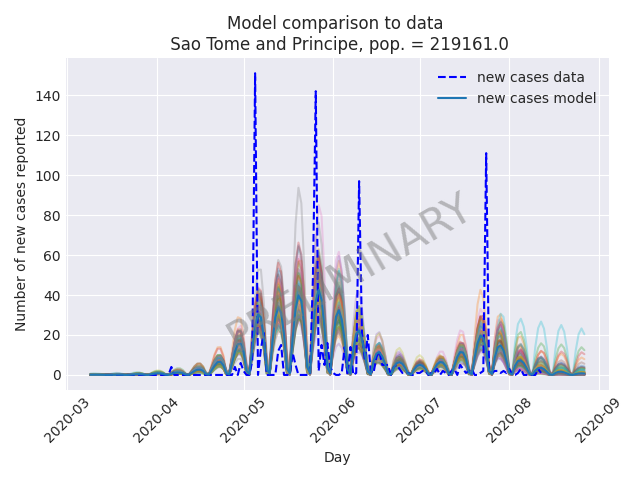 Model comparison to data
Sao Tome and Principe, pop. = 219161.0
new cases data
new cases model
Number of new cases reported
140
120
100
80
60
40
20
0
PRELIMINARY
2020-03
2020-04
2020-05
2020-06
2020-07
2020-08
2020-09
Day